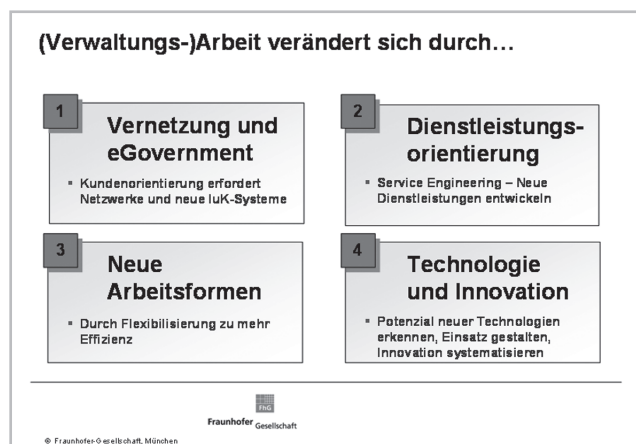 (Verwaltungs-)Arbeit verändert sich durch…
1
Vernetzung und
eGovernment
▪ Kundenorientierung erfordert
Netzwerke und neue IuK-Systeme
2
Dienstleistungs-
orientierung
▪ Service Engineering – Neue
Dienstleistungen entwickeln
3
Neue
Arbeitsformen
▪ Durch Flexibilisierung zu mehr
Effizienz
4
Technologie
und Innovation
▪ Potenzial neuer Technologien
erkennen, Einsatz gestalten,
Innovation systematisieren
FhG
Fraunhofer Gesellschaft
© Fraunhofer-Gesellschaft, München